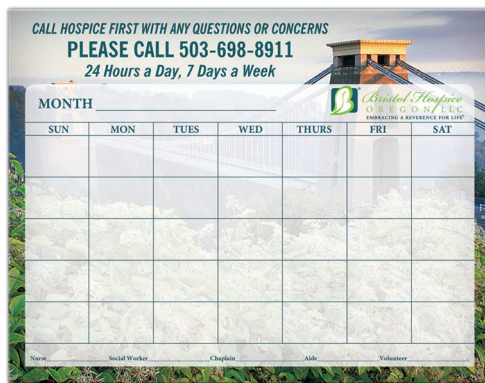 CALL HOSPICE FIRST WITH ANY QUESTIONS OR CONCERNS
PLEASE CALL 503-698-8911
24 Hours a Day, 7 Days a Week
MONTH
Bristol Hospice
OREGON, LLC
EMBRACING A REVERENCE FOR LIFE®
SUN MON TUES WED THURS FRI SAT
Nurse Social Worker Chaplain Aide Volunteer